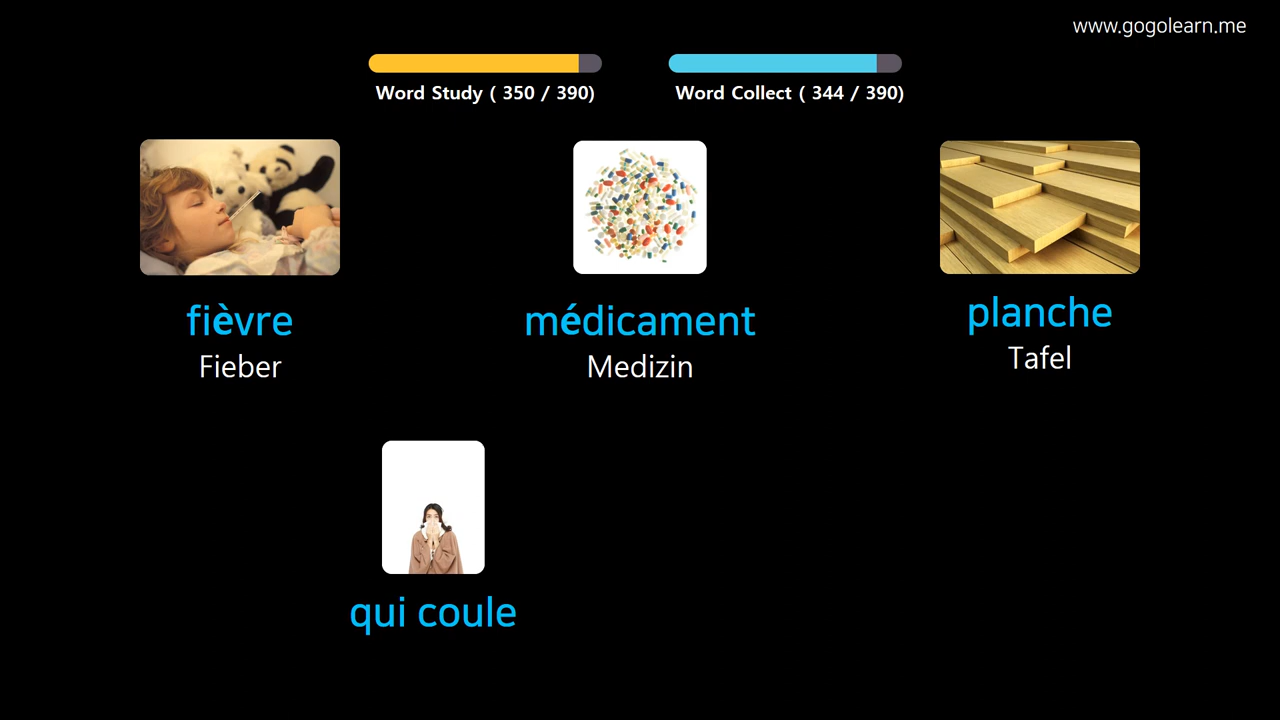 www.gogolearn.me
Word Study ( 350 / 390)
Word Collect ( 344 / 390)
fièvre
Fieber
médicament
Medizin
planche
Tafel
qui coule